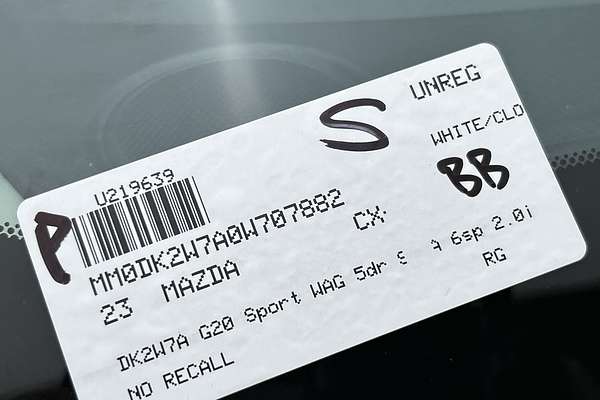 UNREG
S
WHITE/CLO
U219639
BB
P
MM0DK2W7A0W707882
23 MAZDA CX-
DK2W7A G20 Sport WAG 5dr S 6sp 2.0i
NO RECALL RG